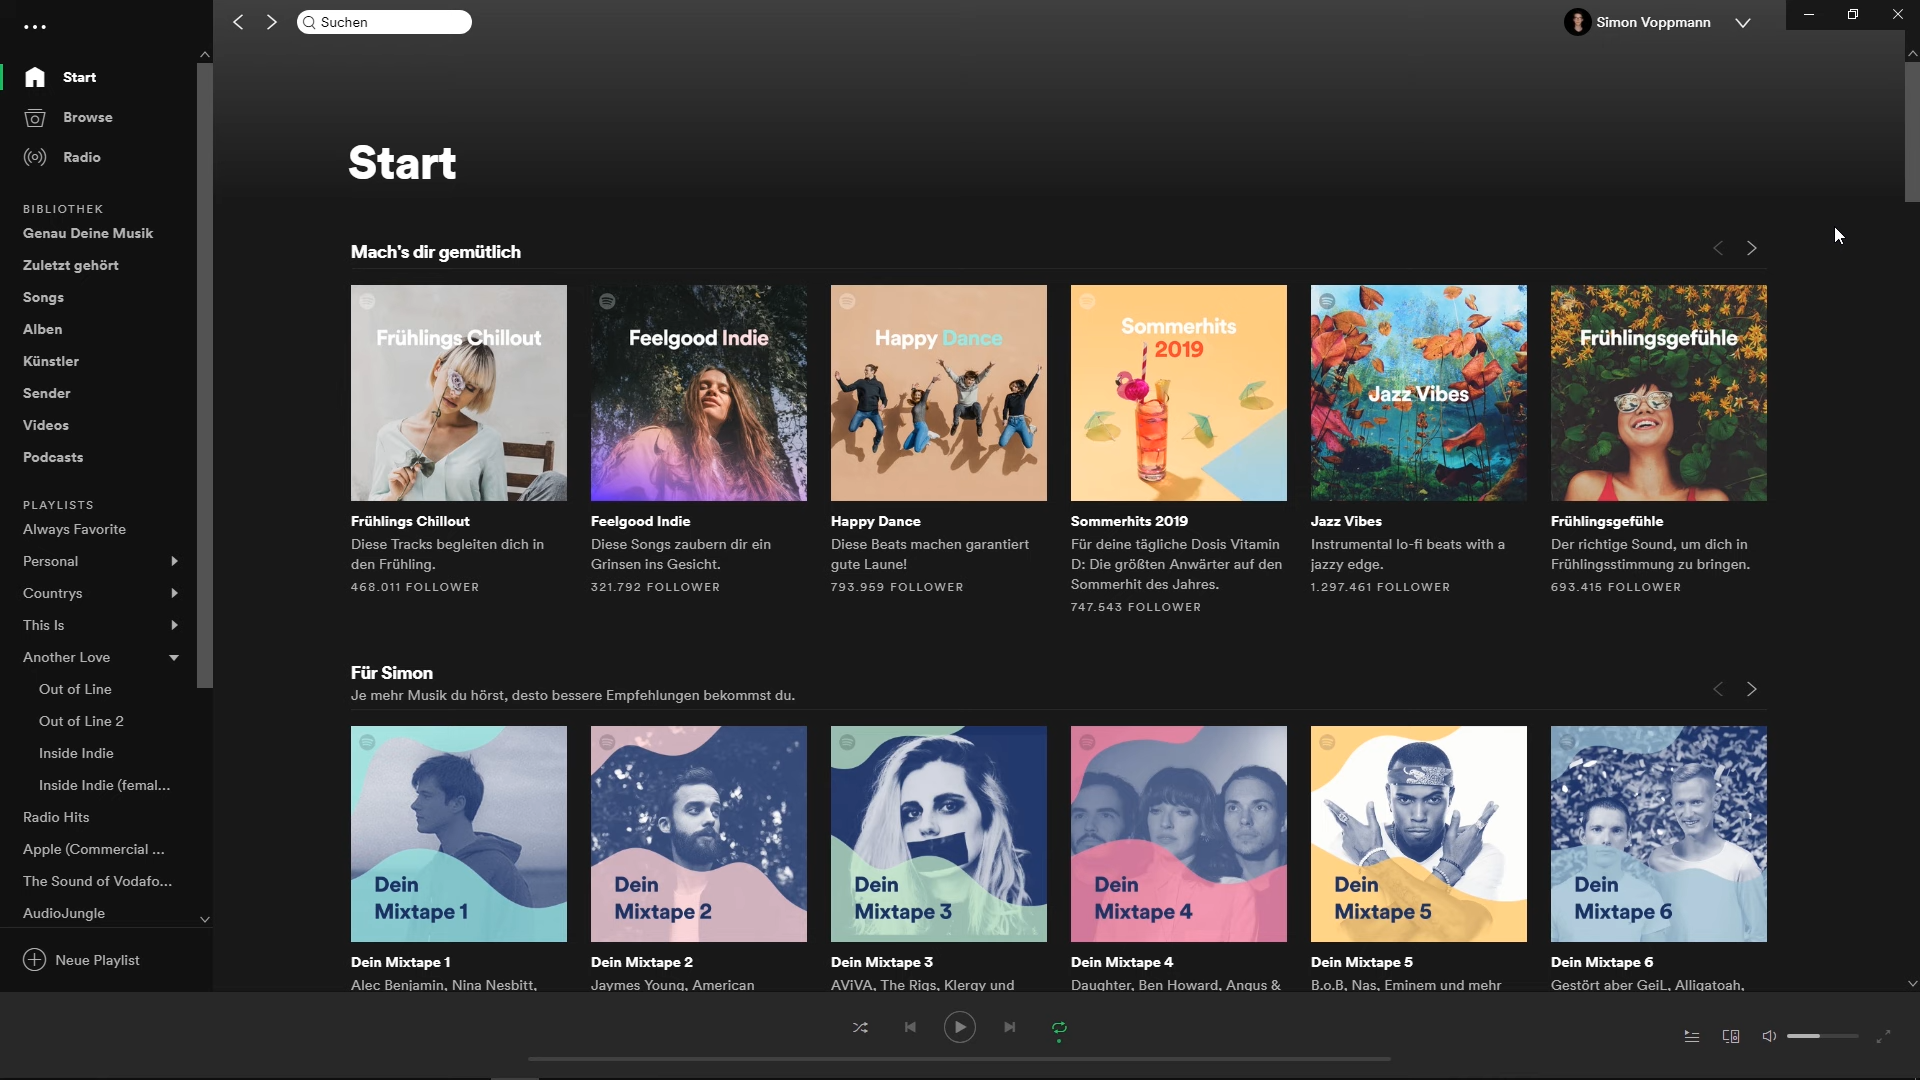 Suchen
Simon Voppmann
Start
Browse
Radio
BIBLIOTHEK
Genau Deine Musik
Zuletzt gehört
Songs
Alben
Künstler
Sender
Videos
Podcasts
PLAYLISTS
Always Favorite
Personal
Countrys
This Is
Another Love
Out of Line
Out of Line 2
Inside Indie
Inside Indie (femal...
Radio Hits
Apple (Commercial ...
The Sound of Vodafo...
AudioJungle
Neue Playlist
Start
Mach's dir gemütlich
Frühlings Chillout
Feelgood Indie
Happy Dance
Sommerhits
2019
Jazz Vibes
Frühlingsgefühle
Frühlings Chillout
Diese Tracks begleiten dich in
den Frühling.
468.011 FOLLOWER
Feelgood Indie
Diese Songs zaubern dir ein
Grinsen ins Gesicht.
321.792 FOLLOWER
Happy Dance
Diese Beats machen garantiert
gute Laune!
793.959 FOLLOWER
Sommerhits 2019
Für deine tägliche Dosis Vitamin
D: Die größten Anwärter auf den
Sommerhit des Jahres.
747.543 FOLLOWER
Jazz Vibes
Instrumental lo-fi beats with a
jazzy edge.
1.297.461 FOLLOWER
Frühlingsgefühle
Der richtige Sound, um dich in
Frühlingsstimmung zu bringen.
693.415 FOLLOWER
Für Simon
Je mehr Musik du hörst, desto bessere Empfehlungen bekommst du.
Dein
Mixtape 1
Dein
Mixtape 2
Dein
Mixtape 3
Dein
Mixtape 4
Dein
Mixtape 5
Dein
Mixtape 6
Dein Mixtape 1
Alec Benjamin, Nina Nesbitt,
Dein Mixtape 2
Jaymes Young, American
Dein Mixtape 3
AViVA, The Rigs, Klergy und
Dein Mixtape 4
Daughter, Ben Howard, Angus &
Dein Mixtape 5
B.o.B, Nas, Eminem und mehr
Dein Mixtape 6
Gestört aber GeiL, Alligatoah,